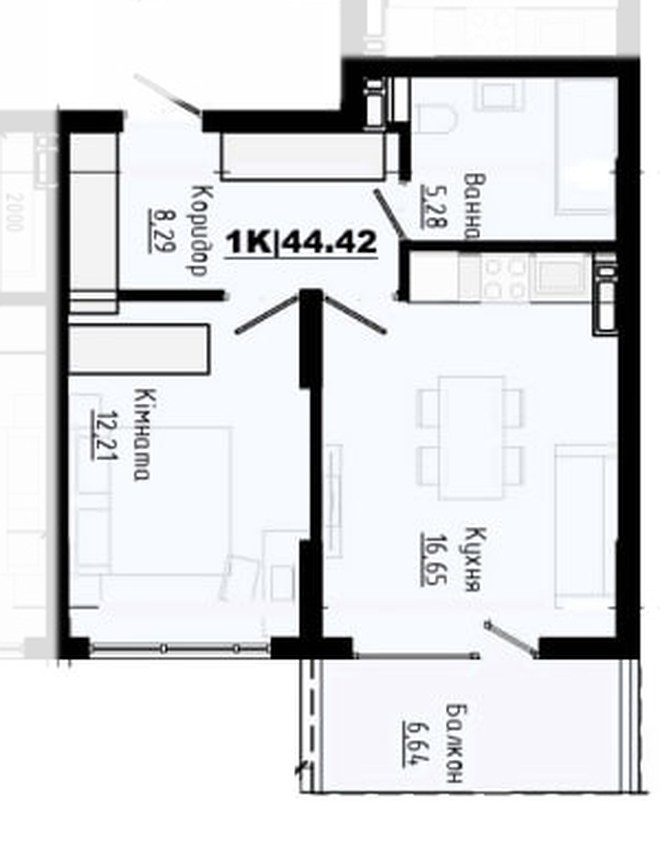 2000
Коридор
8.29
1К|44.42
Ванна
5.28
Кімната
12.21
Кухня
16.65
Балкон
6.64